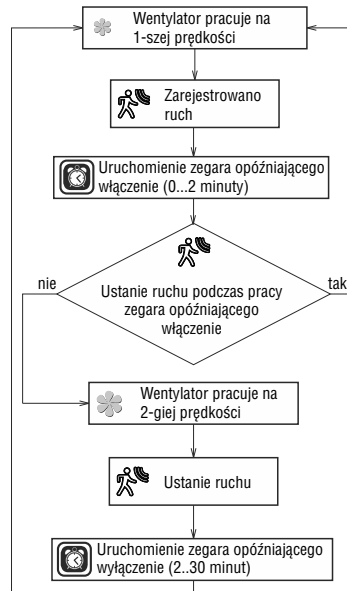 Wentylator pracuje na
1-szej prędkości
Zarejestrowano
ruch
Uruchomienie zegara opóźniającego
włączenie (0...2 minuty)
nie
tak
Ustanie ruchu podczas pracy
zegara opóźniającego
włączenie
Wentylator pracuje na
2-giej prędkości
Ustanie ruchu
Uruchomienie zegara opóźniającego
wyłączenie (2..30 minut)